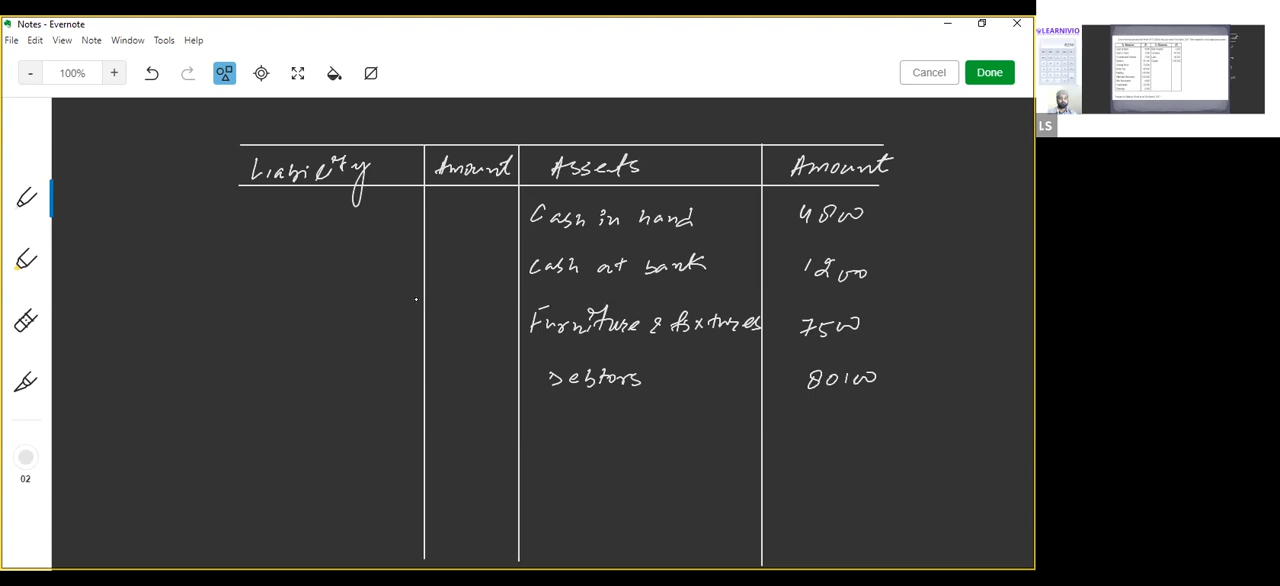 Notes - Evernote
File Edit View Note Window Tools Help
- 100% +
Cancel Done
LEARNIVIO
LS
Liability Amount Assets Amount
Cash in hand 4800
Cash at bank 1200
Furniture & fixtures 7500
Debtors 80100
02